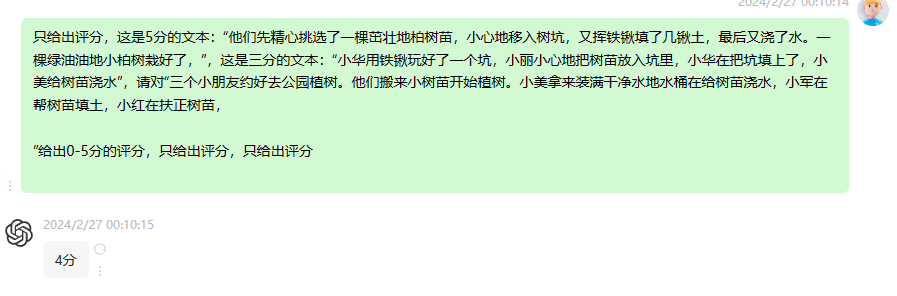 2024/2/27 00:10:14
只给出评分，这是5分的文本：“他们先精心挑选了一棵茁壮地柏树苗，小心地移入树坑，又挥铁锹填了几锹土，最后又浇了水。一
棵绿油油地小柏树栽好了，”，这是三分的文本：“小华用铁锹玩好了一个坑，小丽小心地把树苗放入坑里，小华在把坑填上了，小
美给树苗浇水”，请对“三个小朋友约好去公园植树。他们搬来小树苗开始植树。小美拿来装满干净水地水桶在给树苗浇水，小军在
帮树苗填土，小红在扶正树苗，
“给出0-5分的评分，只给出评分，只给出评分
2024/2/27 00:10:15
4分